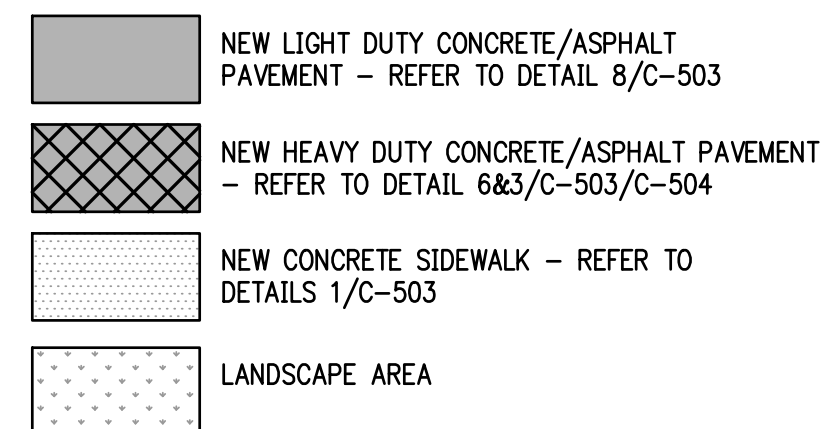 NEW LIGHT DUTY CONCRETE/ASPHALT
PAVEMENT – REFER TO DETAIL 8/C–503
NEW HEAVY DUTY CONCRETE/ASPHALT PAVEMENT
– REFER TO DETAIL 6&3/C–503/C–504
NEW CONCRETE SIDEWALK – REFER TO
DETAILS 1/C–503
LANDSCAPE AREA